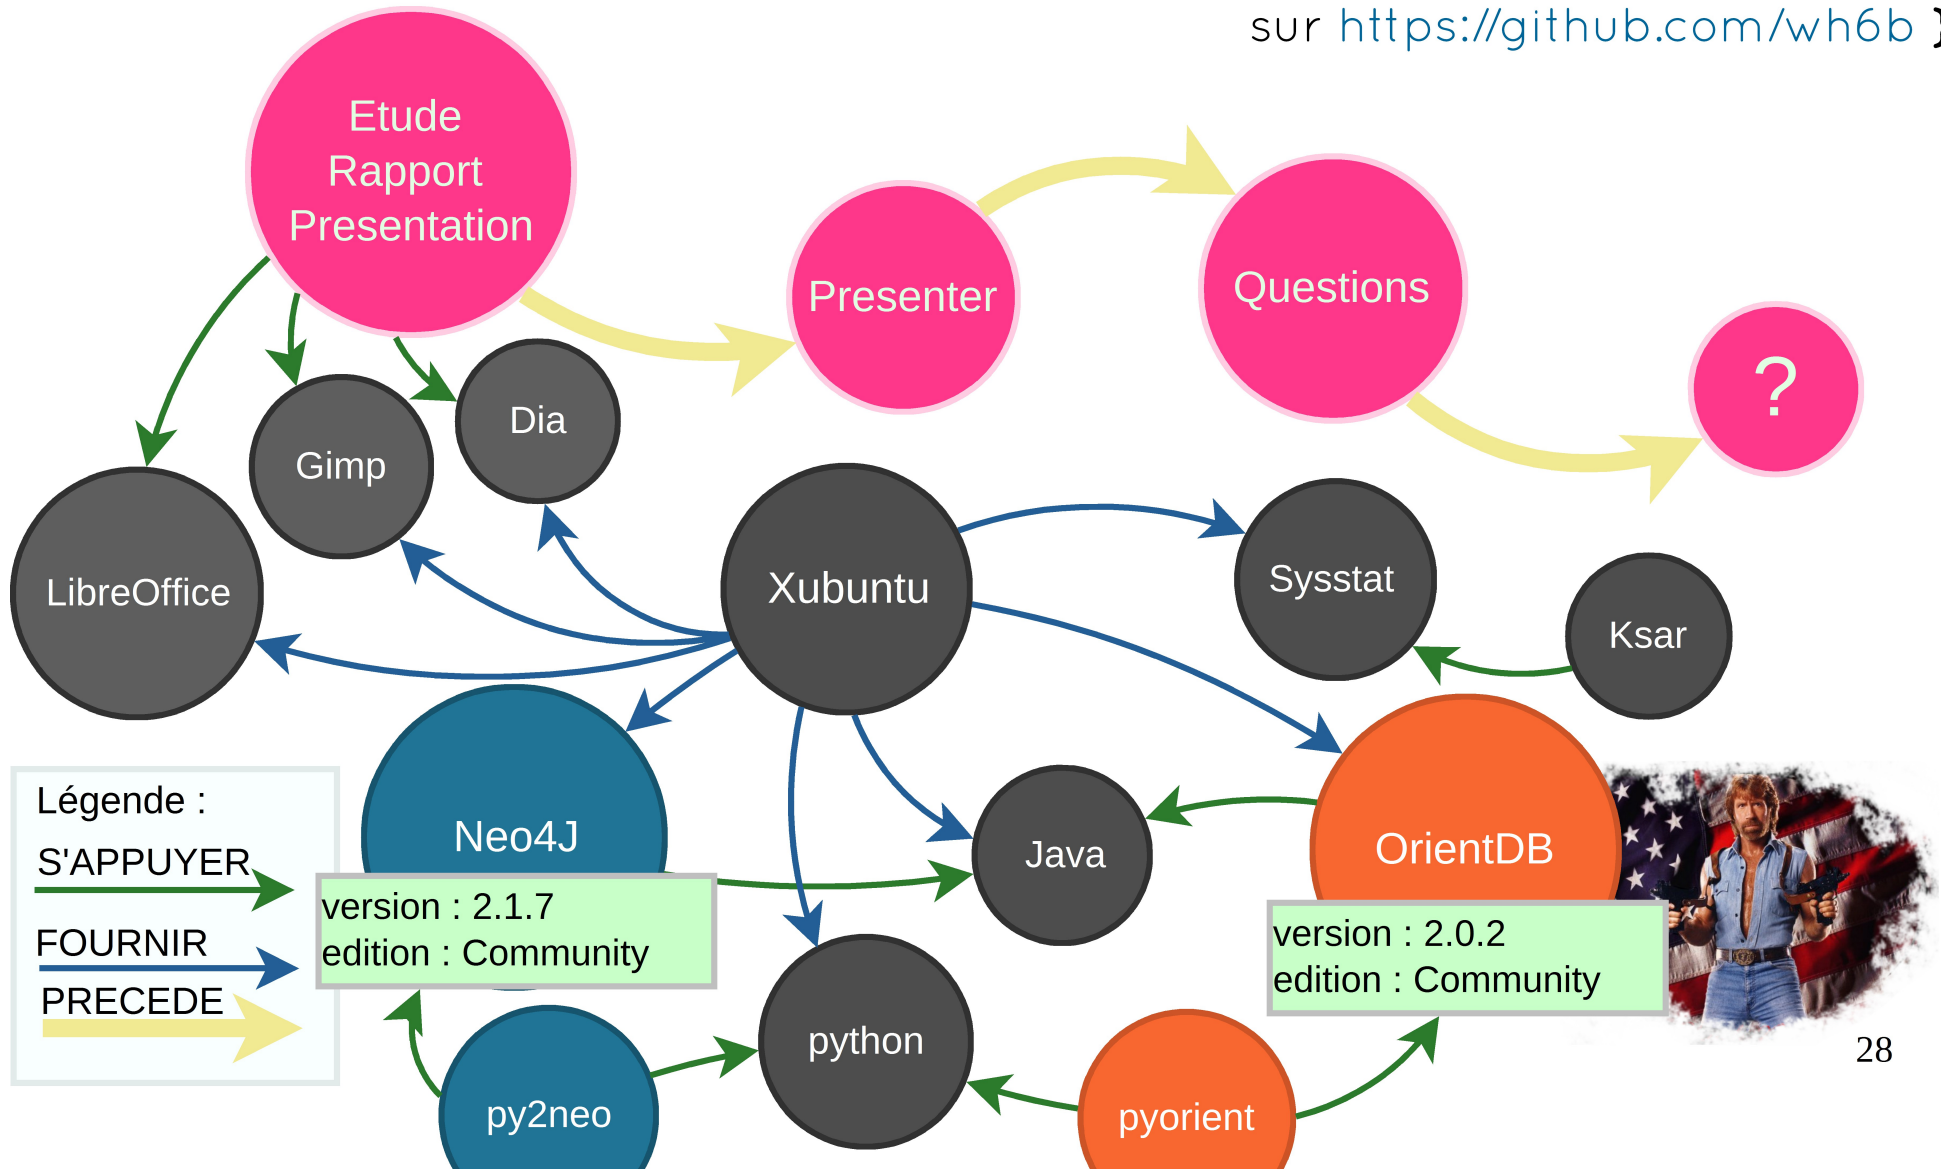 sur https://github.com/wh6b }
Etude
Rapport
Presentation
Presenter
Questions
?
Dia
Gimp
LibreOffice
Xubuntu
Sysstat
Ksar
Neo4J
version : 2.1.7
edition : Community
Java
OrientDB
version : 2.0.2
edition : Community
Légende :
S'APPUYER
FOURNIR
PRECEDE
python
py2neo
pyorient
28